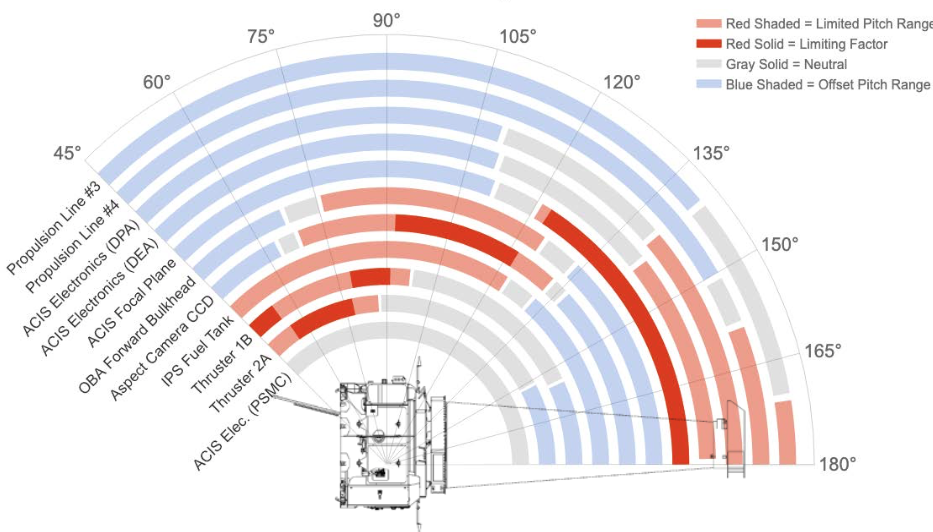 90°
75°
105°
60°
120°
45°
135°
150°
165°
180°
Red Shaded = Limited Pitch Range
Red Solid = Limiting Factor
Gray Solid = Neutral
Blue Shaded = Offset Pitch Range
Propulsion Line #3
Propulsion Line #4
ACIS Electronics (DPA)
ACIS Electronics (DEA)
ACIS Focal Plane
OBA Forward Bulkhead
Aspect Camera CCD
IPS Fuel Tank
Thruster 1B
Thruster 2A
ACIS Elec. (PSMC)